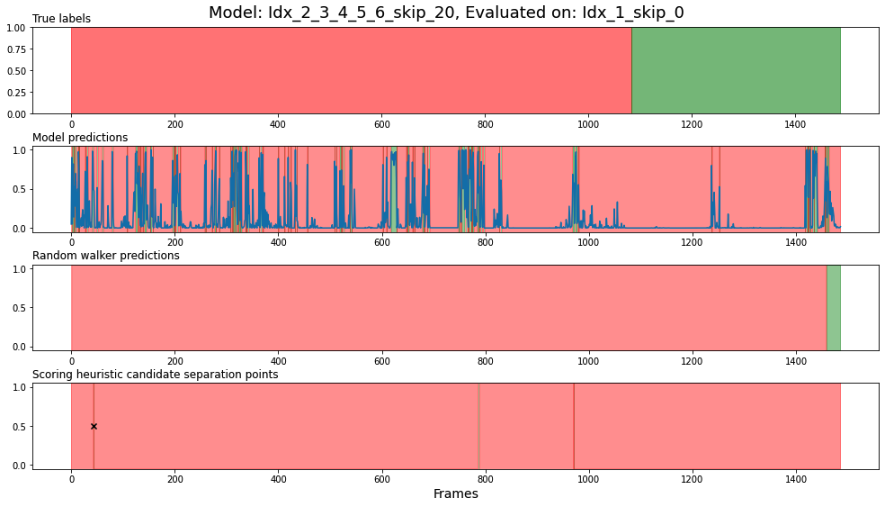 Model: Idx_2_3_4_5_6_skip_20, Evaluated on: Idx_1_skip_0
True labels
1.00
0.75
0.50
0.25
0.00
0 200 400 600 800 1000 1200 1400
Model predictions
1.0
0.5
0.0
0 200 400 600 800 1000 1200 1400
Random walker predictions
1.0
0.5
0.0
0 200 400 600 800 1000 1200 1400
Scoring heuristic candidate separation points
1.0
0.5
0.0
0 200 400 600 800 1000 1200 1400
Frames